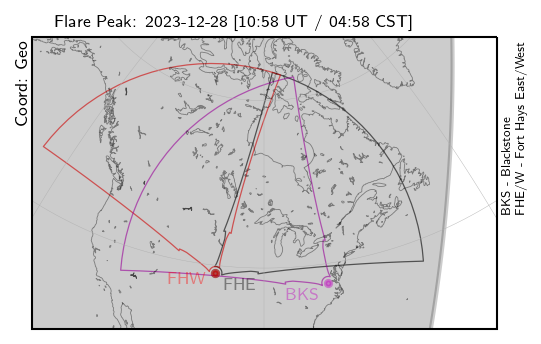 Flare Peak: 2023-12-28 [10:58 UT / 04:58 CST]
Coord: Geo
BKS - Blackstone
FHE/W - Fort Hays East/West
FHW
FHE
BKS